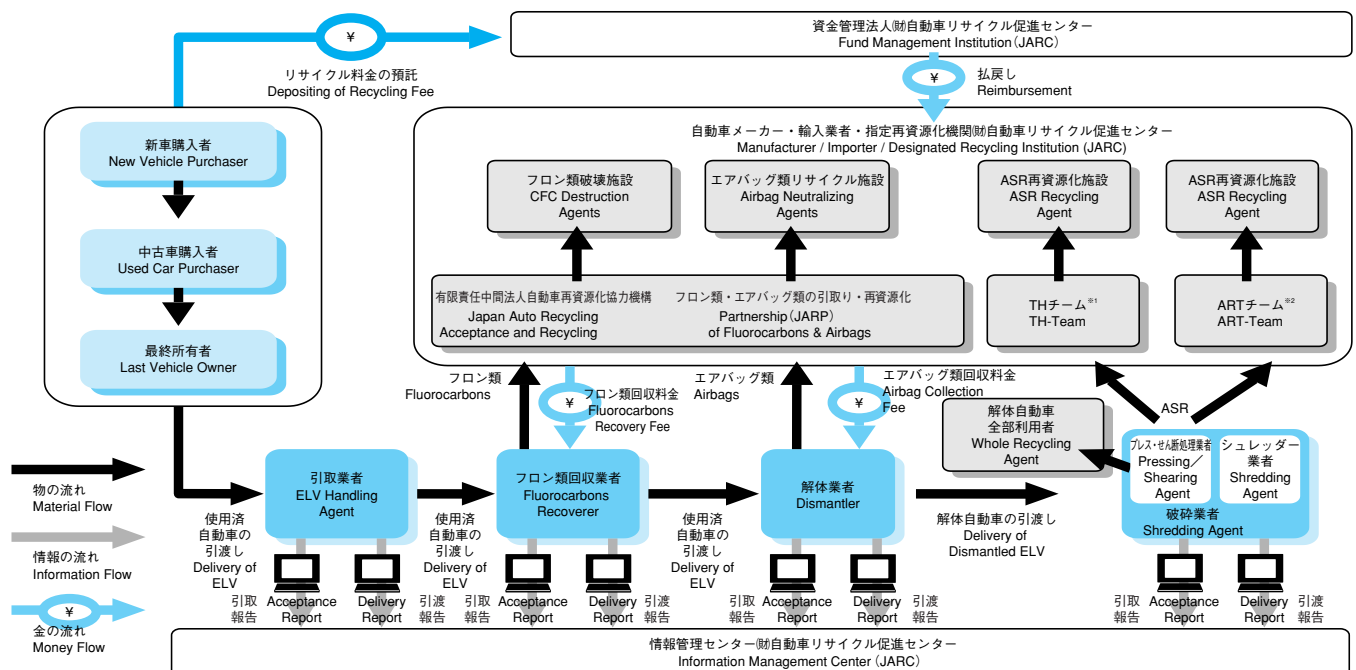 資金管理法人㈶自動車リサイクル促進センター
Fund Management Institution (JARC)
¥
リサイクル料金の預託
Depositing of Recycling Fee
¥
払戻し
Reimbursement
新車購入者
New Vehicle Purchaser
中古車購入者
Used Car Purchaser
最終所有者
Last Vehicle Owner
自動車メーカー・輸入業者・指定再資源化機関㈶自動車リサイクル促進センター
Manufacturer / Importer / Designated Recycling Institution (JARC)
フロン類破壊施設
CFC Destruction
Agents
エアバッグ類リサイクル施設
Airbag Neutralizing
Agents
ASR再資源化施設
ASR Recycling
Agent
ASR再資源化施設
ASR Recycling
Agent
有限責任中間法人自動車再資源化協力機構
Japan Auto Recycling
Acceptance and Recycling
フロン類・エアバッグ類の引取り・再資源化
Partnership (JARP)
of Fluorocarbons & Airbags
THチーム※1
TH-Team
ARTチーム※2
ART-Team
フロン類
Fluorocarbons
¥
フロン類回収料金
Fluorocarbons
Recovery Fee
エアバッグ類
Airbags
¥
エアバッグ類回収料金
Airbag Collection
Fee
ASR
解体自動車
全部利用者
Whole Recycling
Agent
プレス・せん断処理業者
Pressing／
Shearing
Agent
シュレッダー
業者
Shredding
Agent
破砕業者
Shredding Agent
引取業者
ELV Handling
Agent
フロン類回収業者
Fluorocarbons
Recoverer
解体業者
Dismantler
使用済
自動車の
引渡し
Delivery of
ELV
使用済
自動車の
引渡し
Delivery of
ELV
使用済
自動車の
引渡し
Delivery of
ELV
解体自動車の引渡し
Delivery of
Dismantled ELV
物の流れ
Material Flow
情報の流れ
Information Flow
¥
金の流れ
Money Flow
引取
報告
Acceptance
Report
Delivery
Report
引渡
報告
引取
報告
Acceptance
Report
Delivery
Report
引渡
報告
引取
報告
Acceptance
Report
Delivery
Report
引渡
報告
引取
報告
Acceptance
Report
Delivery
Report
引渡
報告
情報管理センター㈶自動車リサイクル促進センター
Information Management Center (JARC)